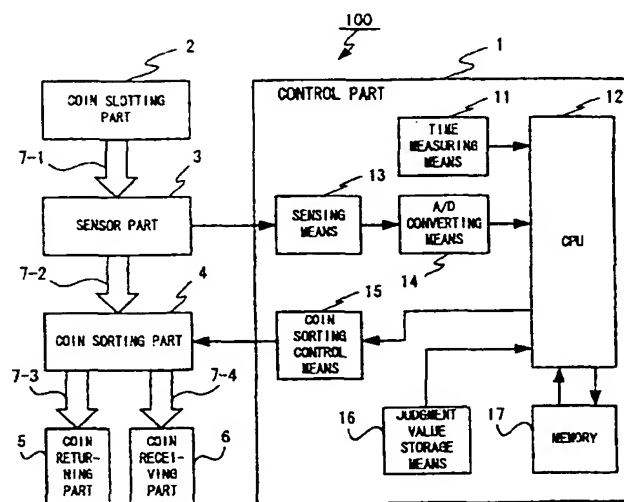 100
2
1
COIN SLOTTING
PART
CONTROL PART
11
12
TIME
MEASURING
MEANS
7-1
3
13
SENSOR PART
SENSING
MEANS
A/D
CONVERTING
MEANS
CPU
14
7-2
4
15
COIN SORTING PART
COIN
SORTING
CONTROL
MEANS
7-3
7-4
5
COIN
RETUR-
NING
PART
COIN
RECEI-
VING
PART
6
16
JUDGMENT
VALUE
STORAGE
MEANS
17
MEMORY